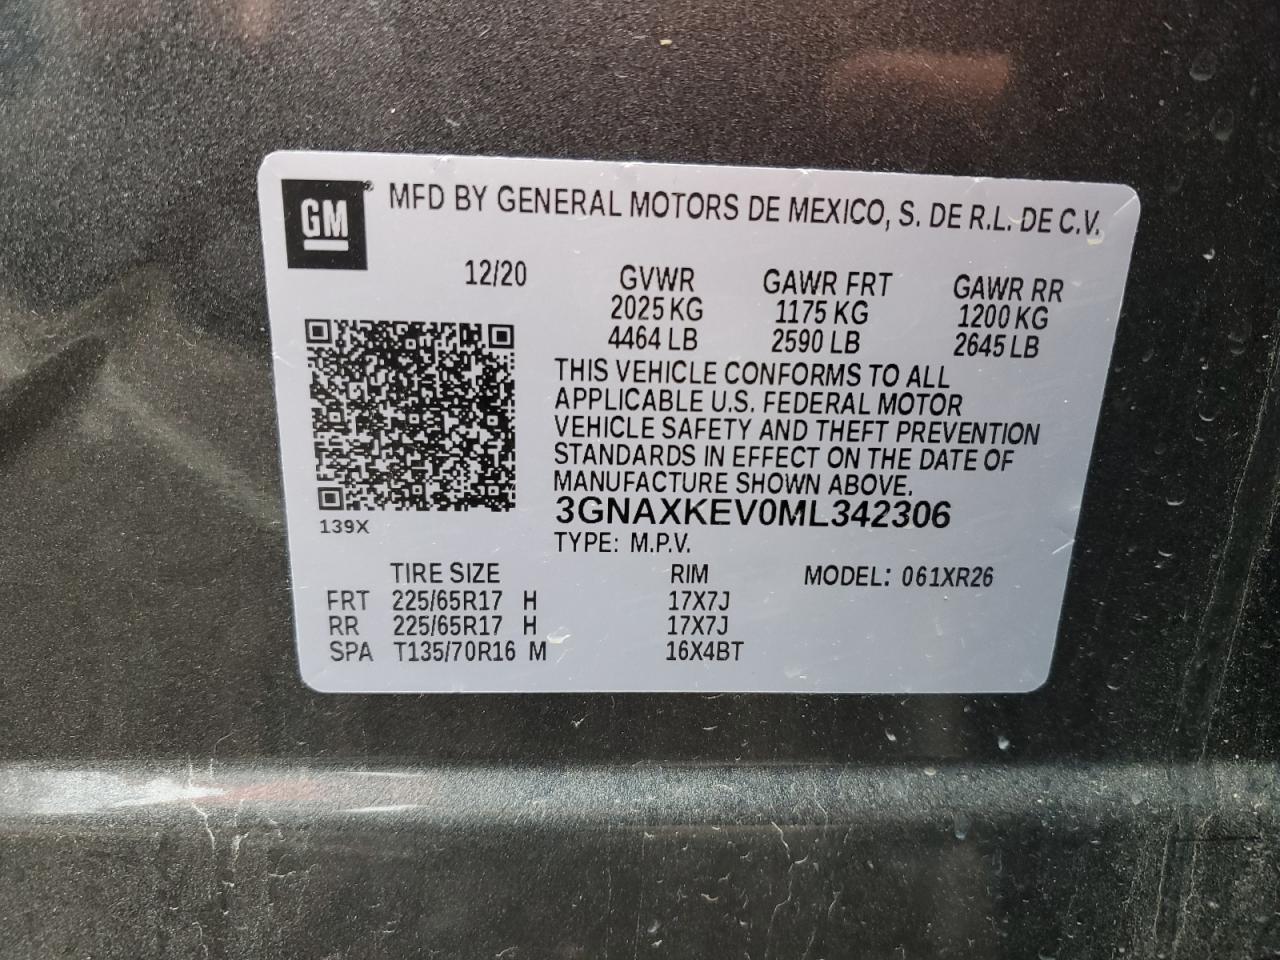 GM® MFD BY GENERAL MOTORS DE MEXICO, S. DE R.L. DE C.V.
12/20 GVWR GAWR FRT GAWR RR
2025 KG 1175 KG 1200 KG
4464 LB 2590 LB 2645 LB
THIS VEHICLE CONFORMS TO ALL
APPLICABLE U.S. FEDERAL MOTOR
VEHICLE SAFETY AND THEFT PREVENTION
STANDARDS IN EFFECT ON THE DATE OF
MANUFACTURE SHOWN ABOVE.
3GNAXKEV0ML342306
139X
TYPE: M.P.V.
TIRE SIZE RIM MODEL: 061XR26
FRT 225/65R17 H 17X7J
RR 225/65R17 H 17X7J
SPA T135/70R16 M 16X4BT